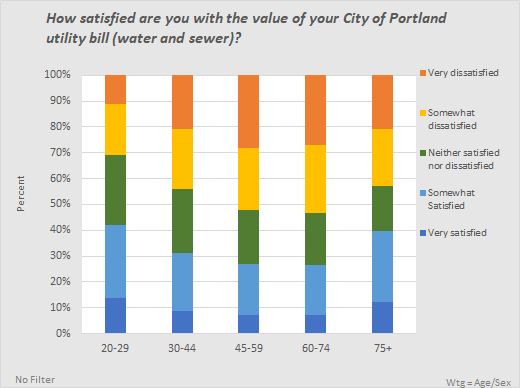 How satisfied are you with the value of your City of Portland
utility bill (water and sewer)?
100%
90%
80%
70%
60%
50%
40%
30%
20%
10%
0%
Percent
20-29 30-44 45-59 60-74 75+
Very dissatisfied
Somewhat
dissatisfied
Neither satisfied
nor dissatisfied
Somewhat
Satisfied
Very satisfied
No Filter
Wtg = Age/Sex